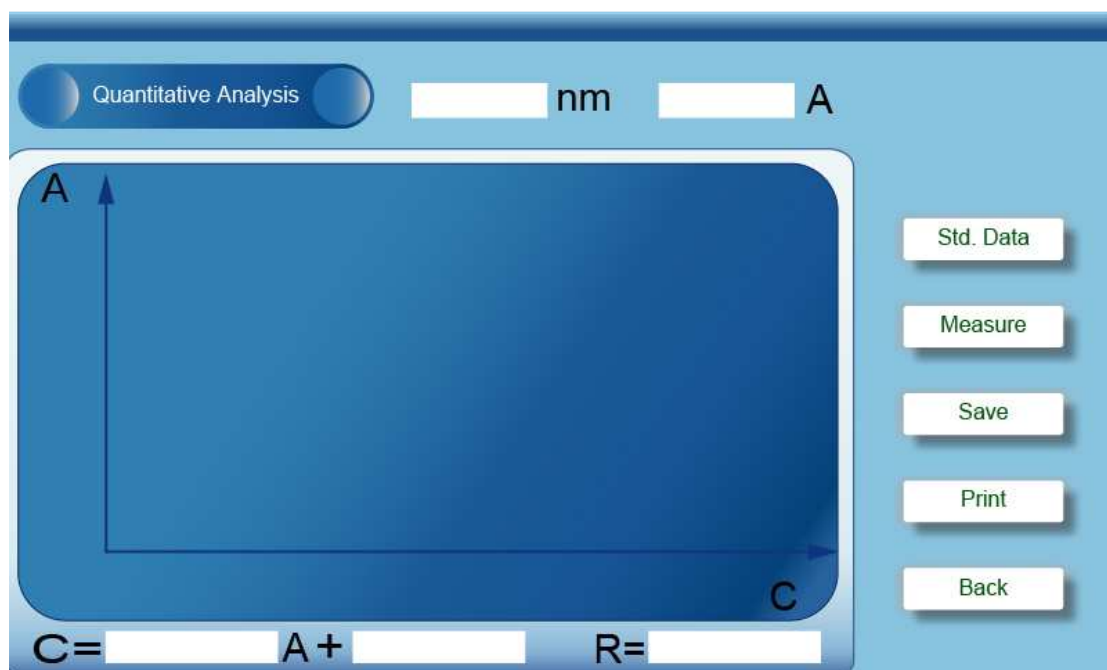 Quantitative Analysis nm A
A
Std. Data
Measure
Save
Print
Back
C
C= A+ R=